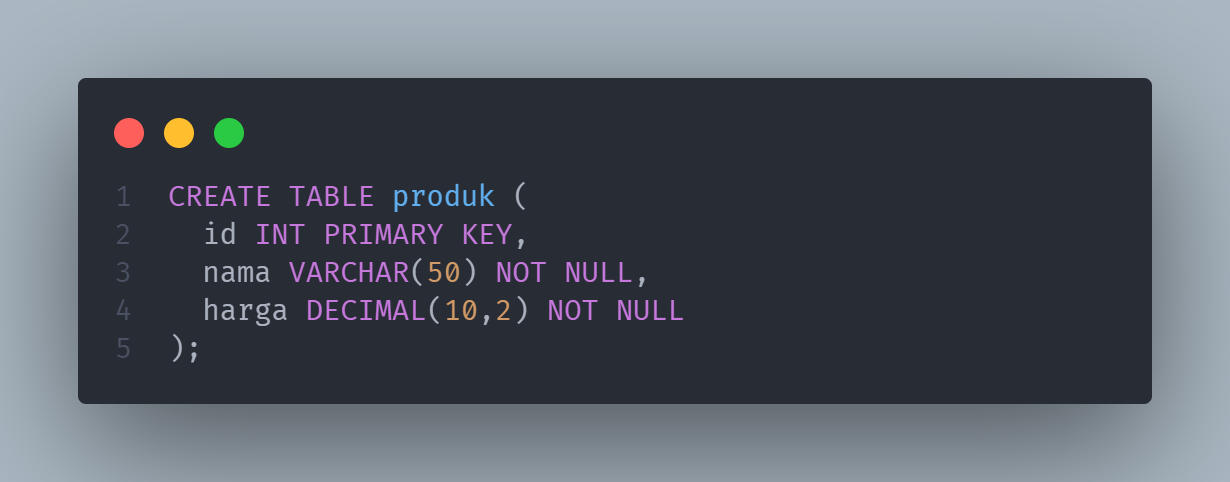 1 CREATE TABLE produk (
2   id INT PRIMARY KEY,
3   nama VARCHAR(50) NOT NULL,
4   harga DECIMAL(10,2) NOT NULL
5 );